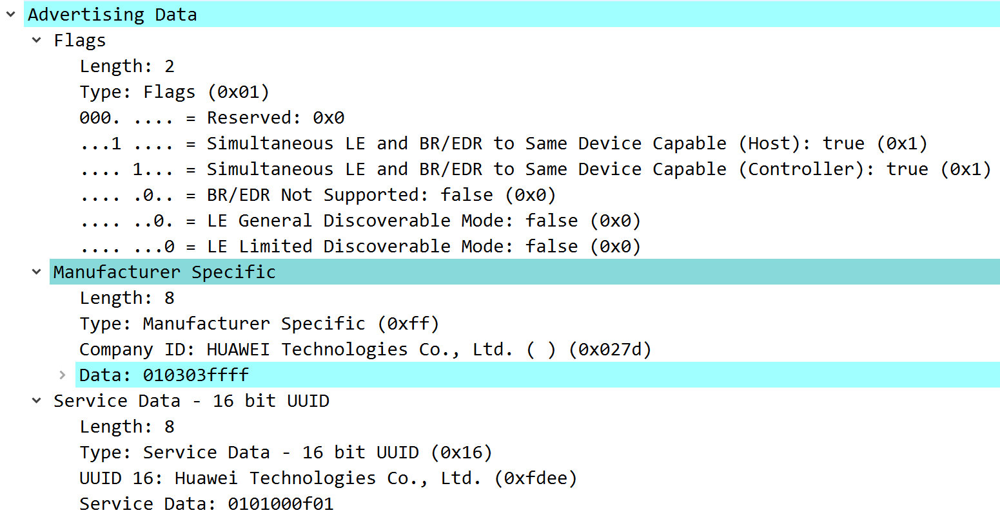 Advertising Data
Flags
Length: 2
Type: Flags (0x01)
000. .... = Reserved: 0x0
...1 .... = Simultaneous LE and BR/EDR to Same Device Capable (Host): true (0x1)
.... 1... = Simultaneous LE and BR/EDR to Same Device Capable (Controller): true (0x1)
.... .0.. = BR/EDR Not Supported: false (0x0)
.... ..0. = LE General Discoverable Mode: false (0x0)
.... ...0 = LE Limited Discoverable Mode: false (0x0)
Manufacturer Specific
Length: 8
Type: Manufacturer Specific (0xff)
Company ID: HUAWEI Technologies Co., Ltd. ( ) (0x027d)
Data: 010303ffff
Service Data - 16 bit UUID
Length: 8
Type: Service Data - 16 bit UUID (0x16)
UUID 16: Huawei Technologies Co., Ltd. (0xfdee)
Service Data: 0101000f01